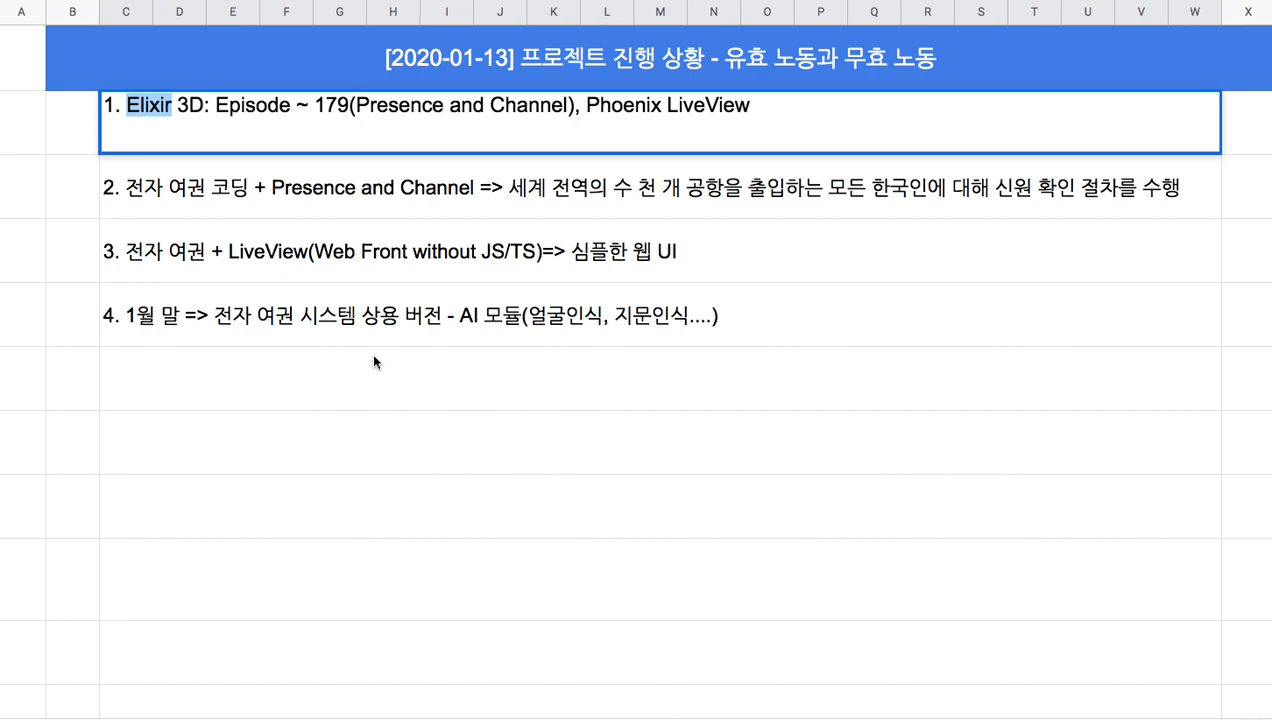 A B C D E F G H I J K L M N O P Q R S T U V W X
[2020-01-13] 프로젝트 진행 상황 - 유효 노동과 무효 노동
1. Elixir 3D: Episode ~ 179(Presence and Channel), Phoenix LiveView
2. 전자 여권 코딩 + Presence and Channel => 세계 전역의 수 천 개 공항을 출입하는 모든 한국인에 대해 신원 확인 절차를 수행
3. 전자 여권 + LiveView(Web Front without JS/TS)=> 심플한 웹 UI
4. 1월 말 => 전자 여권 시스템 상용 버전 - AI 모듈(얼굴인식, 지문인식....)